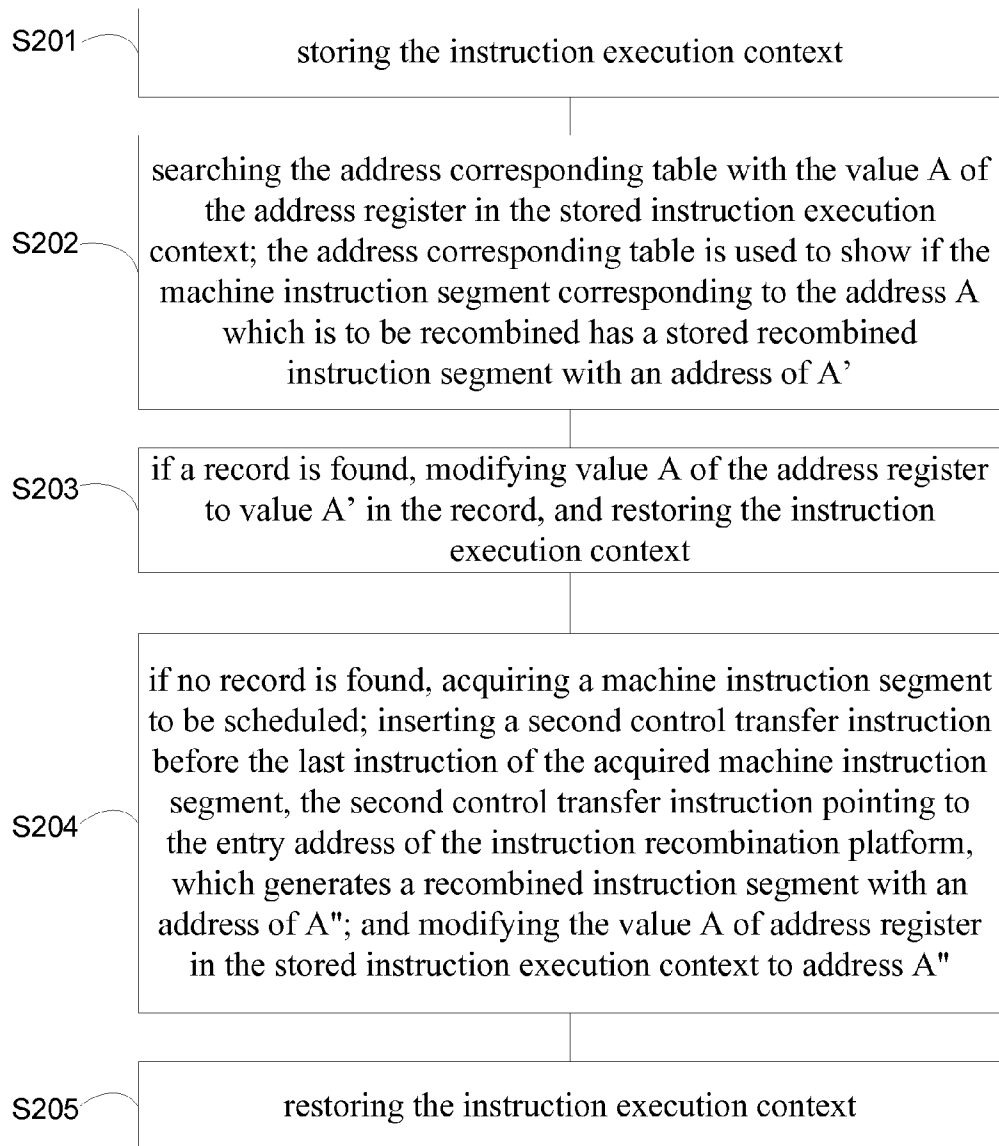 S201
storing the instruction execution context
S202
searching the address corresponding table with the value A of
the address register in the stored instruction execution
context; the address corresponding table is used to show if the
machine instruction segment corresponding to the address A
which is to be recombined has a stored recombined
instruction segment with an address of A’
S203
if a record is found, modifying value A of the address register
to value A’ in the record, and restoring the instruction
execution context
S204
if no record is found, acquiring a machine instruction segment
to be scheduled; inserting a second control transfer instruction
before the last instruction of the acquired machine instruction
segment, the second control transfer instruction pointing to
the entry address of the instruction recombination platform,
which generates a recombined instruction segment with an
address of A"; and modifying the value A of address register
in the stored instruction execution context to address A"
S205
restoring the instruction execution context